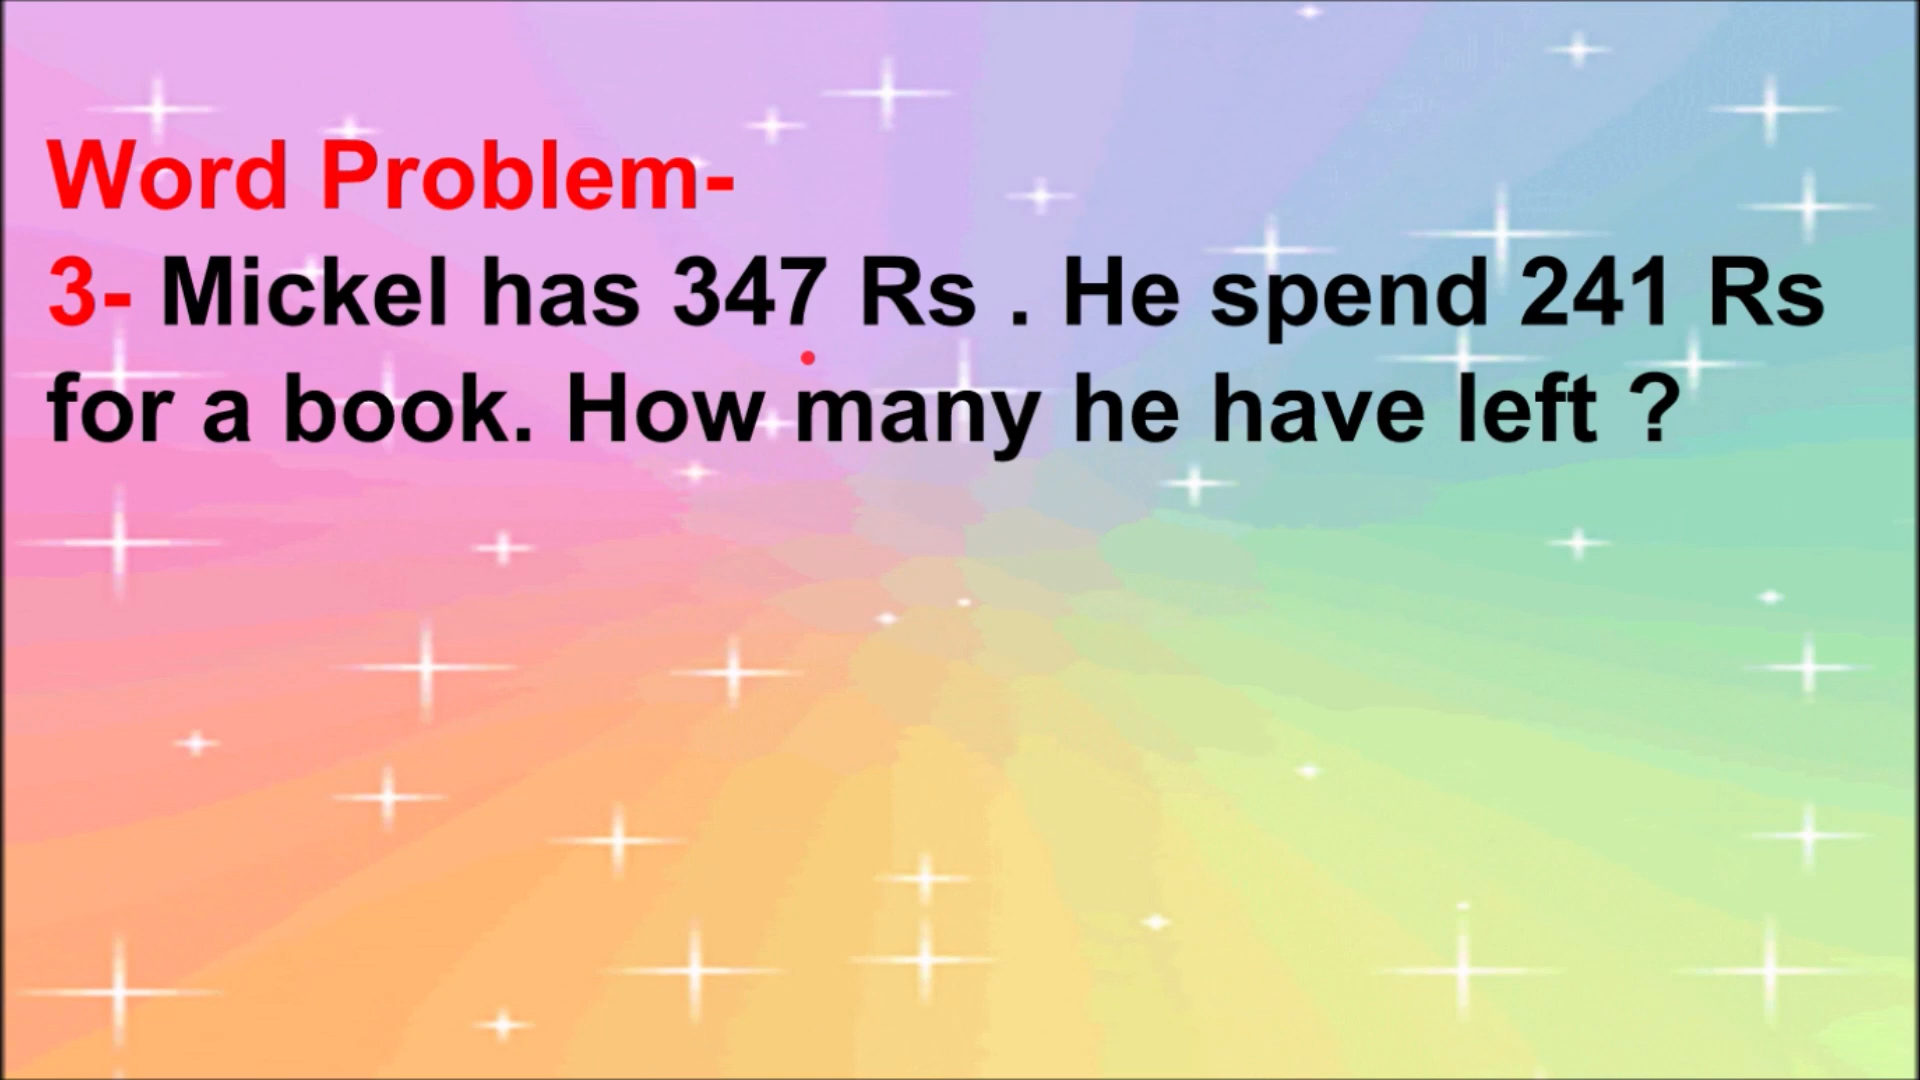 Word Problem-
3- Mickel has 347 Rs . He spend 241 Rs
for a book. How many he have left ?